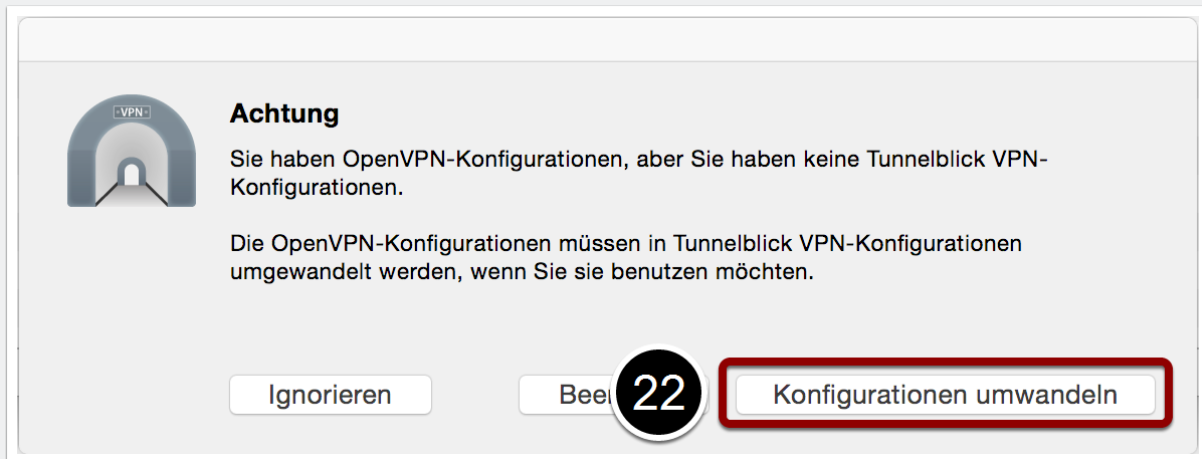 ·VPN·
Achtung
Sie haben OpenVPN-Konfigurationen, aber Sie haben keine Tunnelblick VPN-
Konfigurationen.
Die OpenVPN-Konfigurationen müssen in Tunnelblick VPN-Konfigurationen
umgewandelt werden, wenn Sie sie benutzen möchten.
Ignorieren 22 Konfigurationen umwandeln